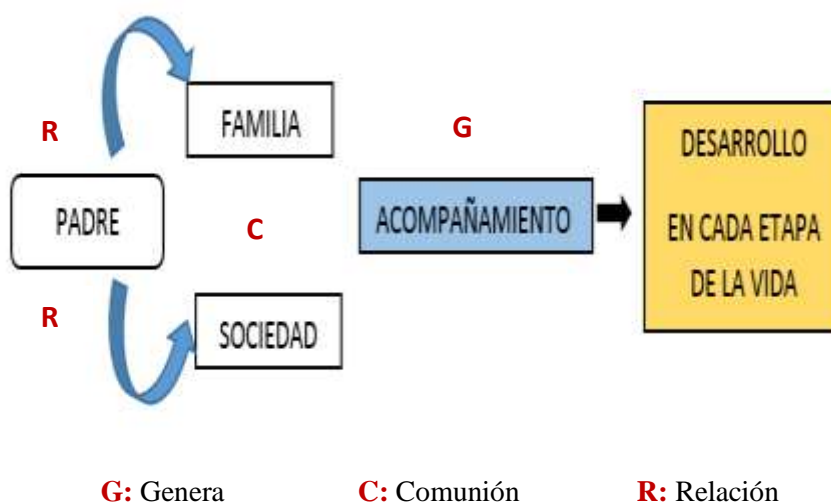 R
FAMILIA
G
DESARROLLO
EN CADA ETAPA
DE LA VIDA
PADRE
C
ACOMPAÑAMIENTO
R
SOCIEDAD
G: Genera C: Comunión R: Relación